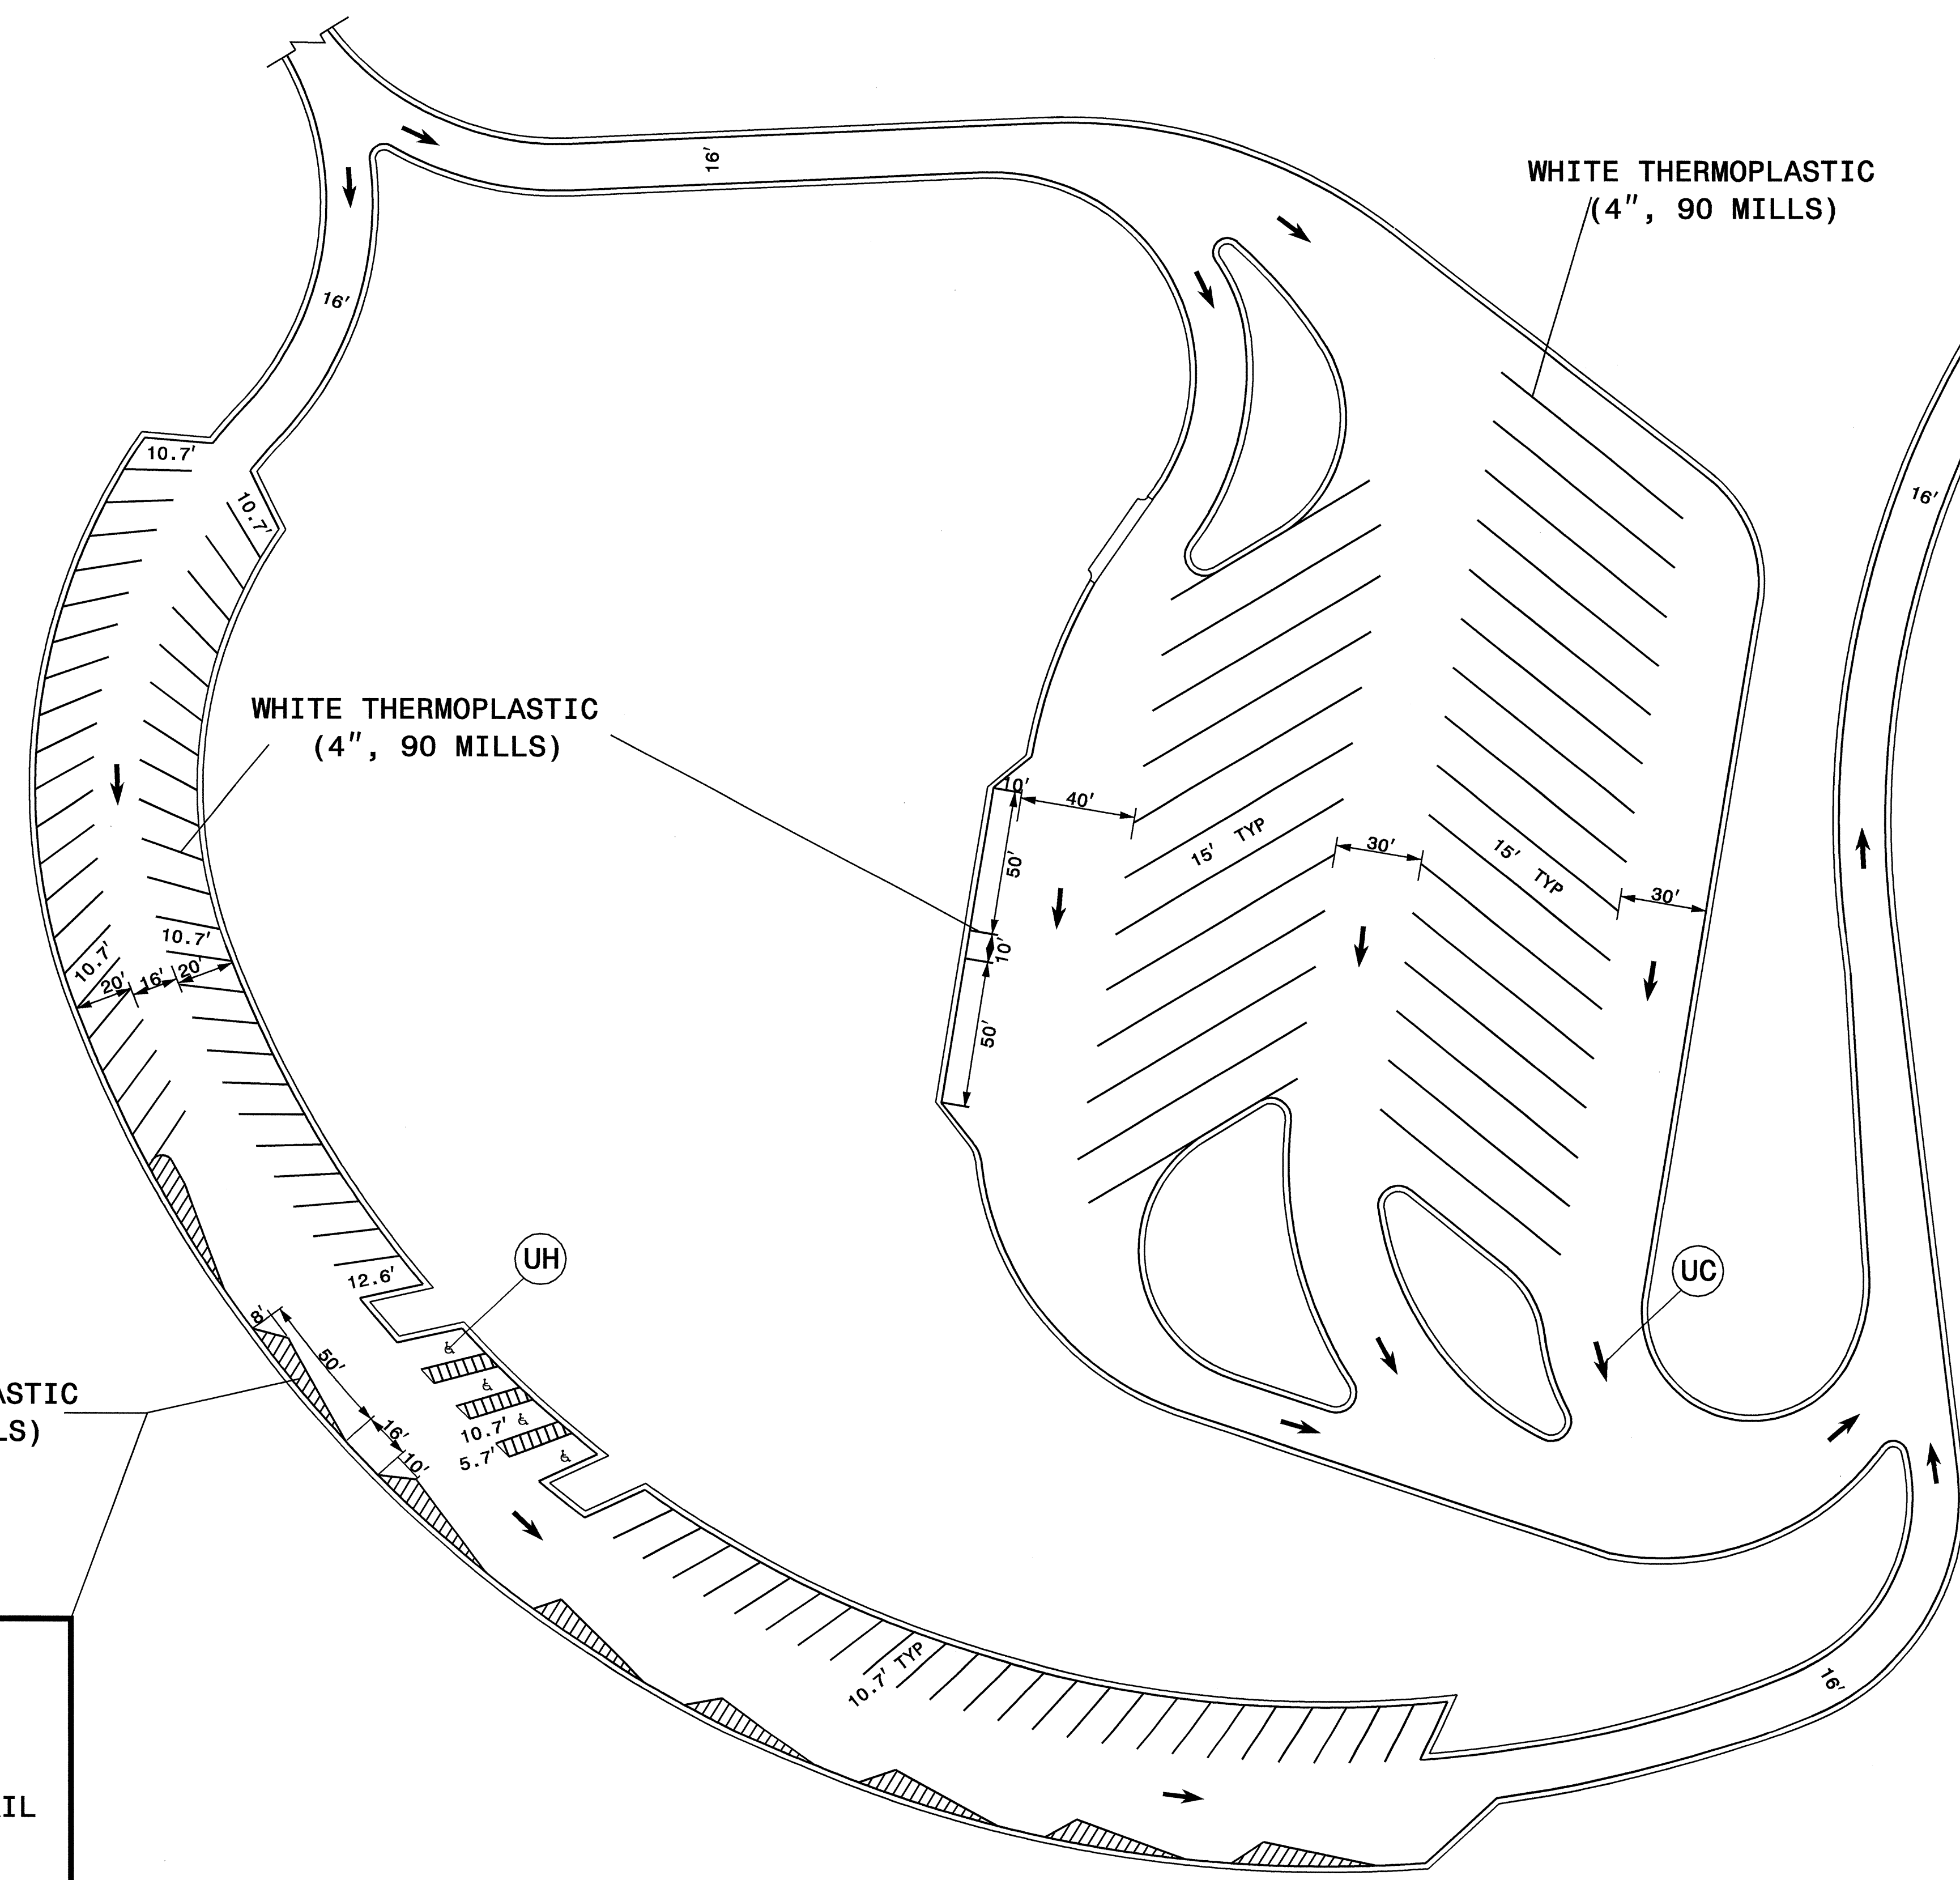 16'
WHITE THERMOPLASTIC
(4", 90 MILLS)
16'
10.7'
10.7'
16'
WHITE THERMOPLASTIC
(4", 90 MILLS)
10'
40'
15' TYP
30'
15' TYP
30'
50'
10'
50'
10.7'
10.7'
20'
16'
20'
UH
12.6'
UC
8'
50'
16'
10'
10.7'
5.7'
ASTIC
LS)
10.7' TYP
16'
IL